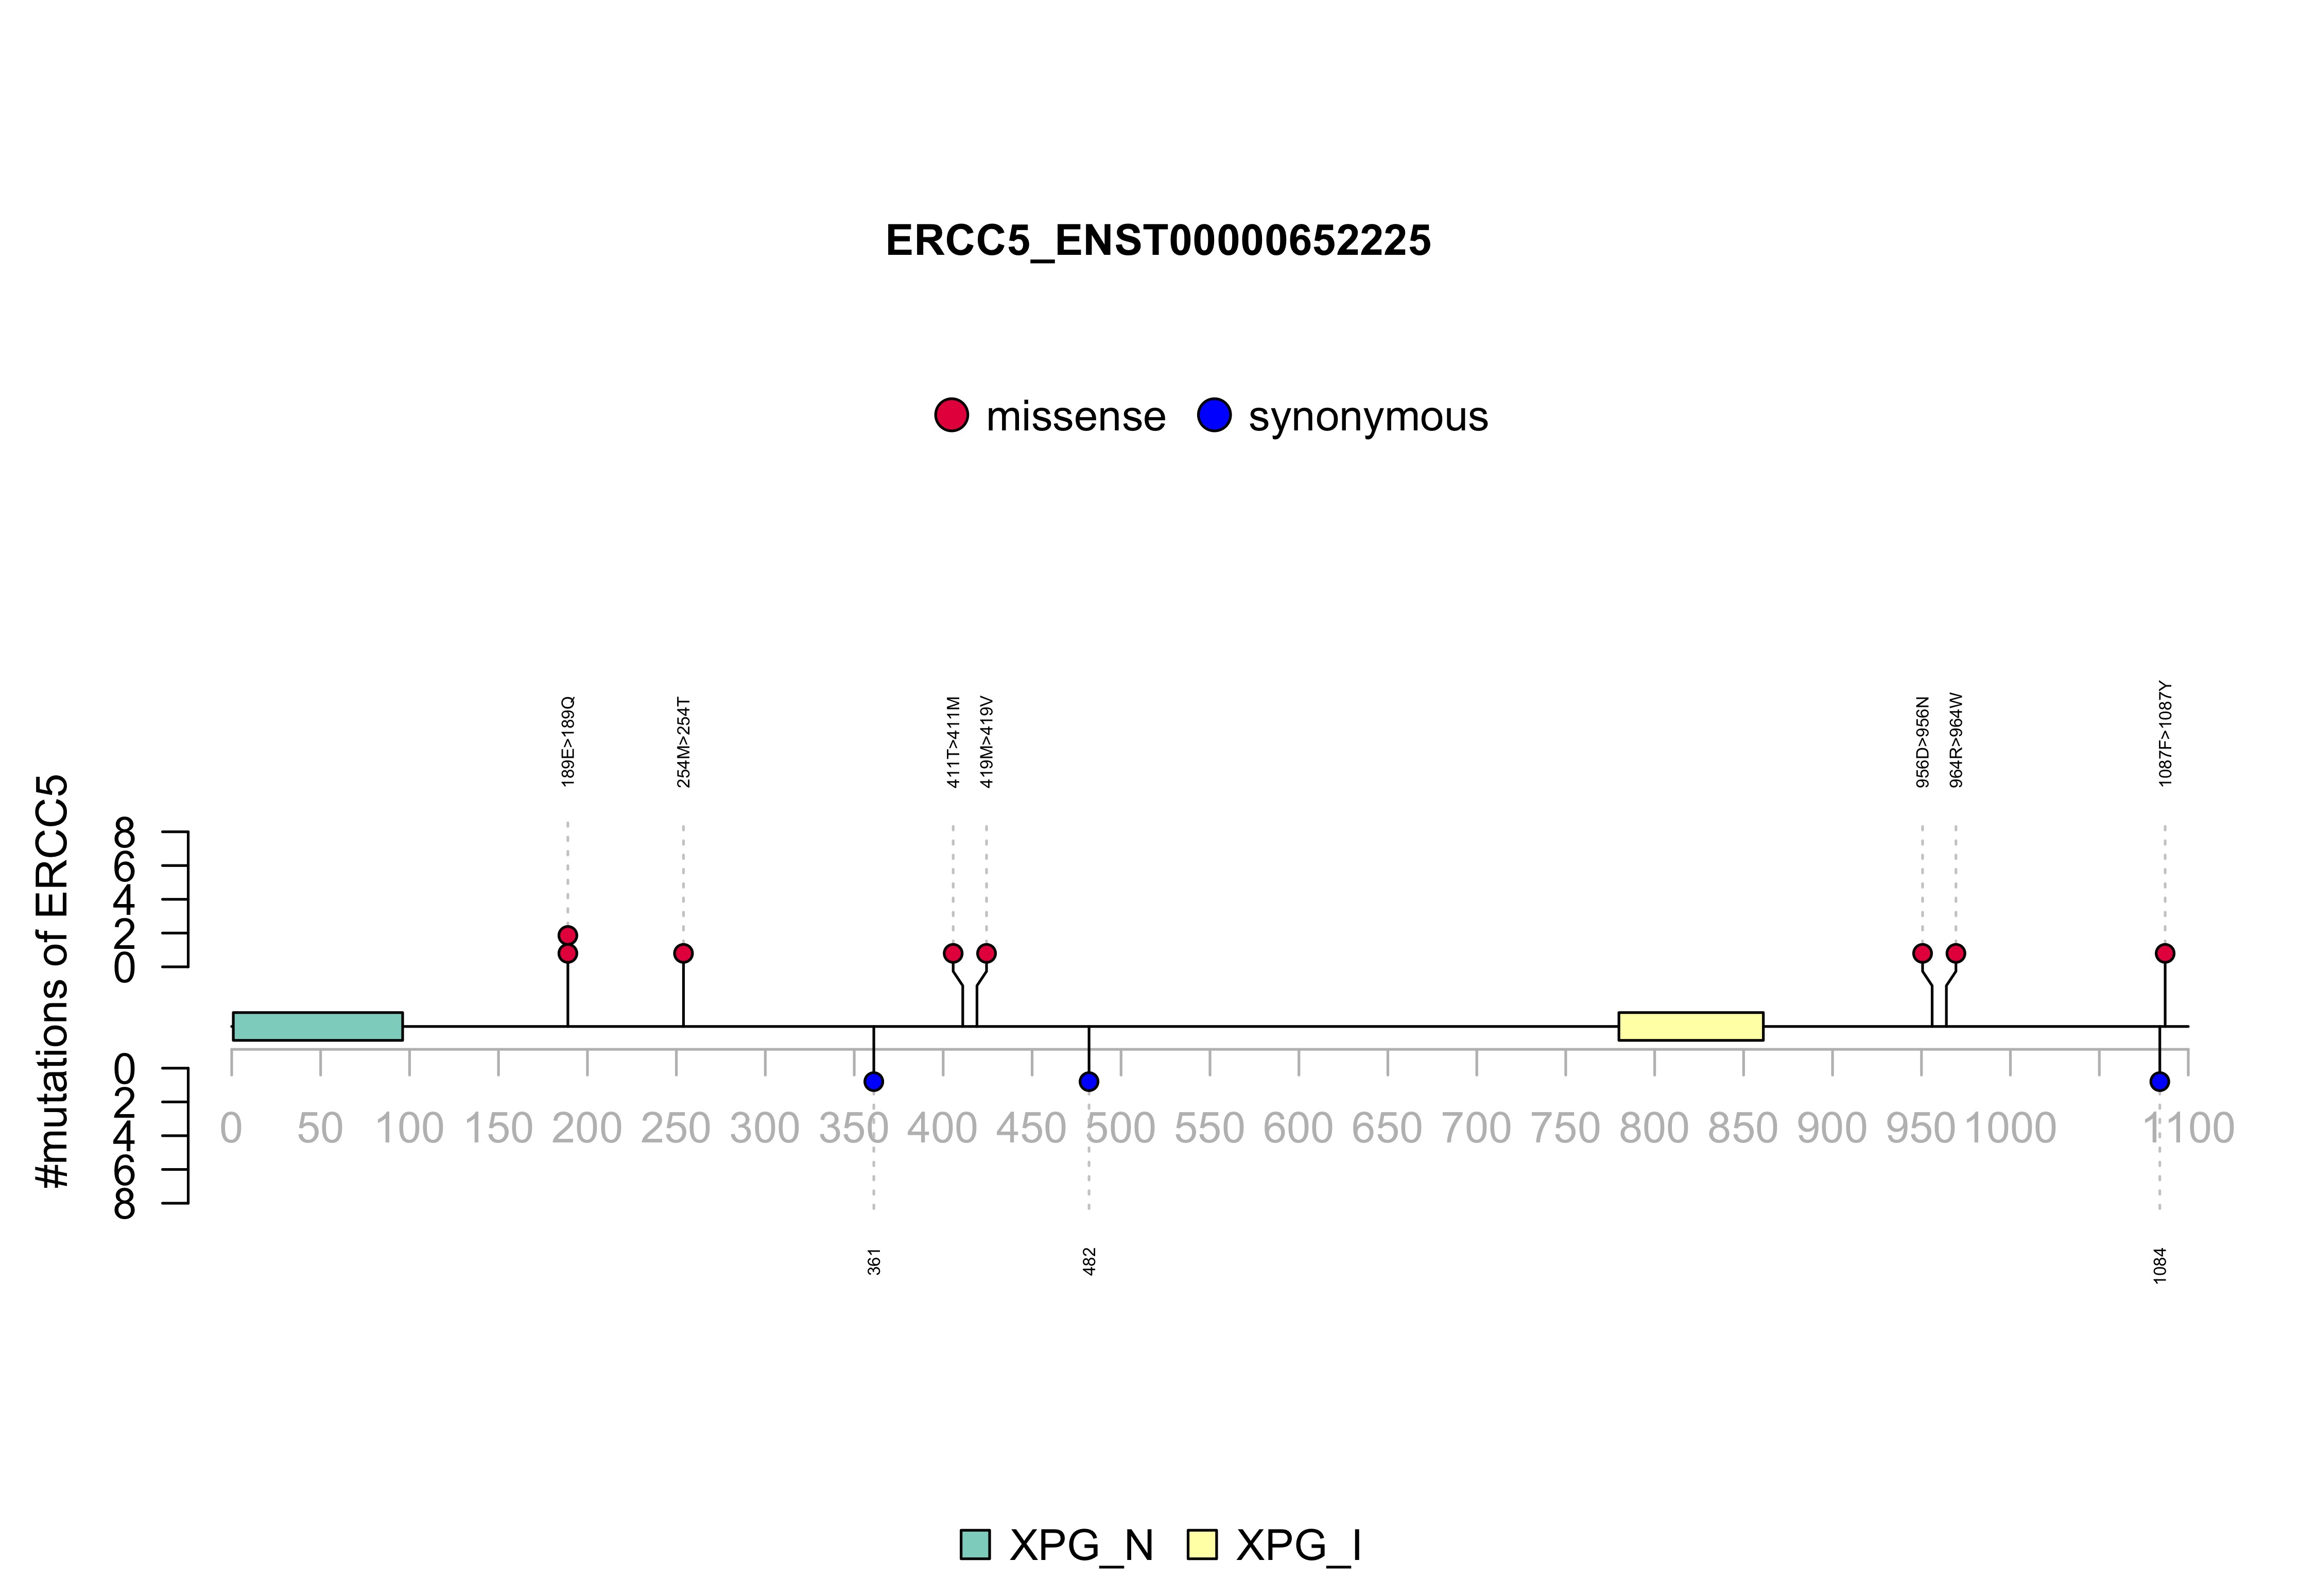 ERCC5_ENST00000652225
missense synonymous
189E>189Q
254M>254T
411T>411M
419M>419V
956D>956N
964R>964W
1087F>1087Y
#mutations of ERCC5
8
6
4
2
0
0
2
4
6
8
0 50 100 150 200 250 300 350 400 450 500 550 600 650 700 750 800 850 900 950 1000 1100
361
482
1084
XPG_N XPG_I